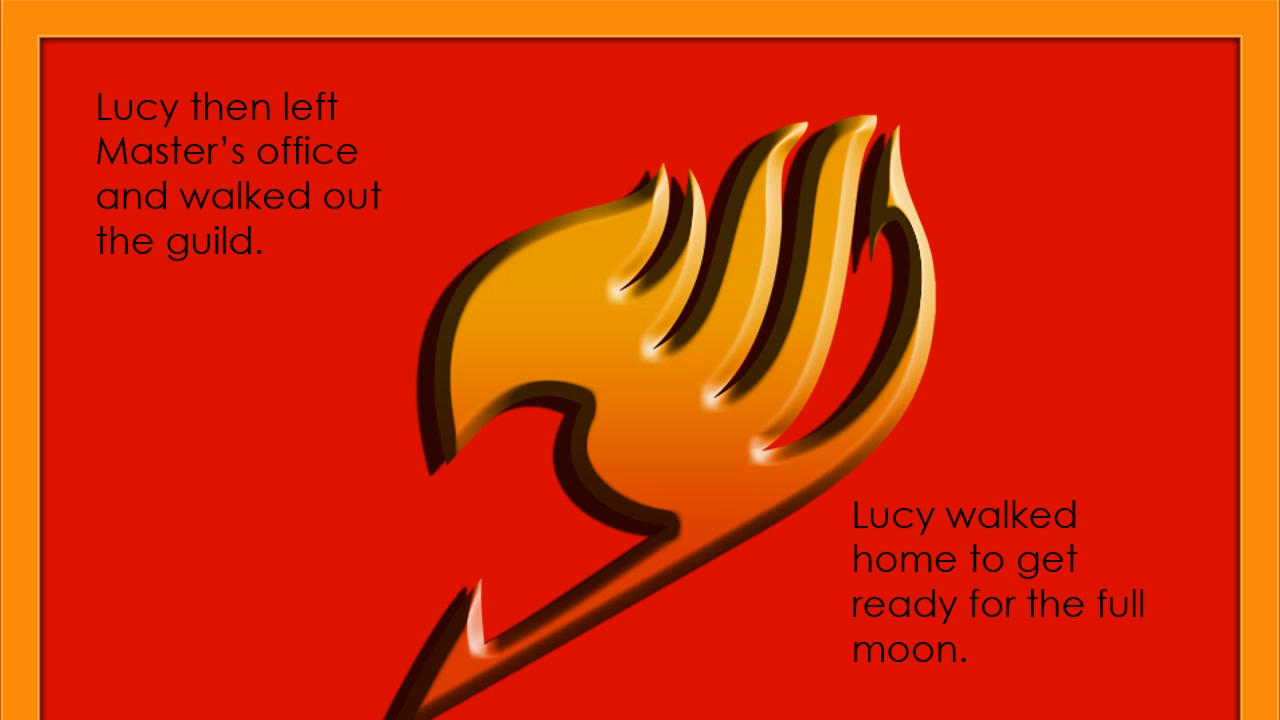 Lucy then left
Master’s office
and walked out
the guild.
Lucy walked
home to get
ready for the full
moon.